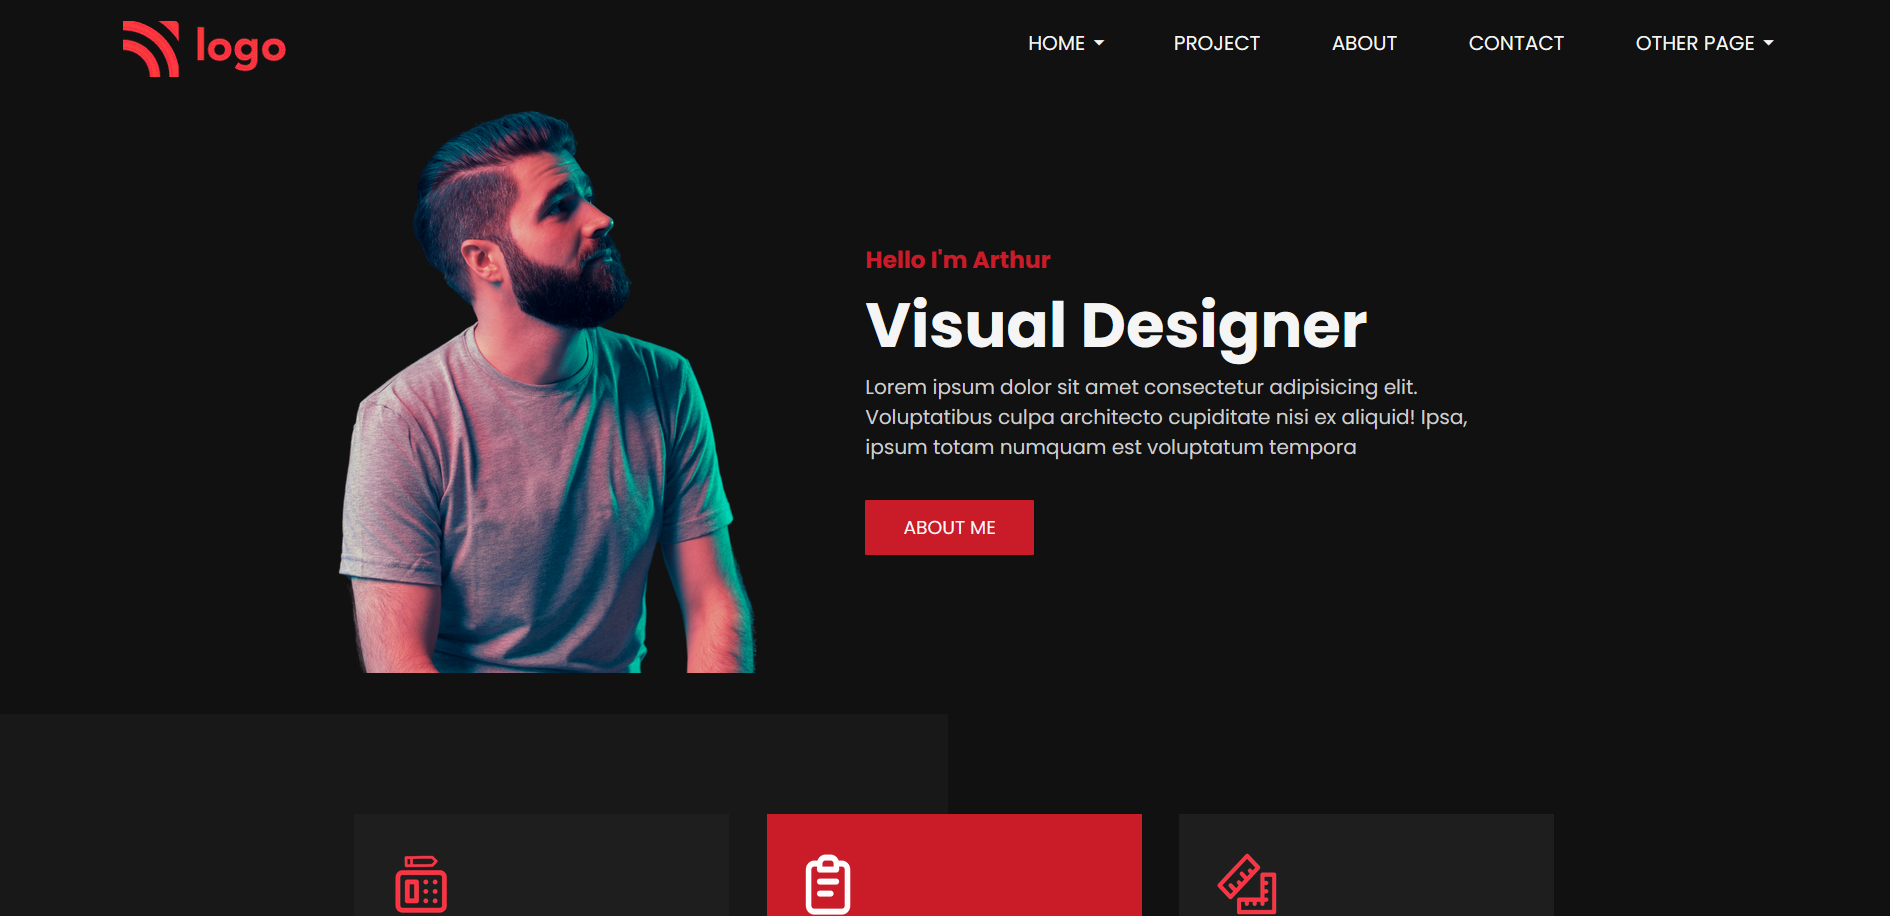 logo
HOME
PROJECT
ABOUT
CONTACT
OTHER PAGE
Hello I'm Arthur
Visual Designer
Lorem ipsum dolor sit amet consectetur adipisicing elit.
Voluptatibus culpa architecto cupiditate nisi ex aliquid! Ipsa,
ipsum totam numquam est voluptatum tempora
ABOUT ME